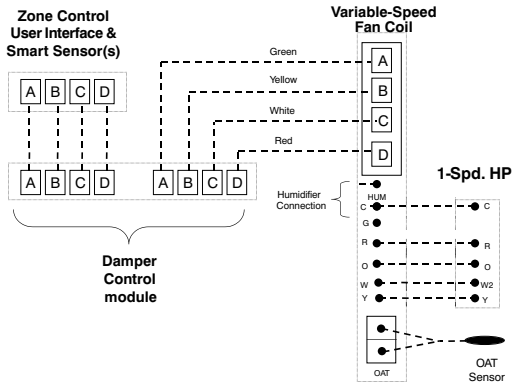 Zone Control
User Interface &
Smart Sensor(s)
A B C D
A B C D
A B C D
Damper
Control
module
Green
Yellow
White
Red
Variable-Speed
Fan Coil
A
B
C
D
Humidifier
Connection
HUM
C
G
R
O
W
Y
OAT
1-Spd. HP
C
R
O
W2
Y
OAT
Sensor